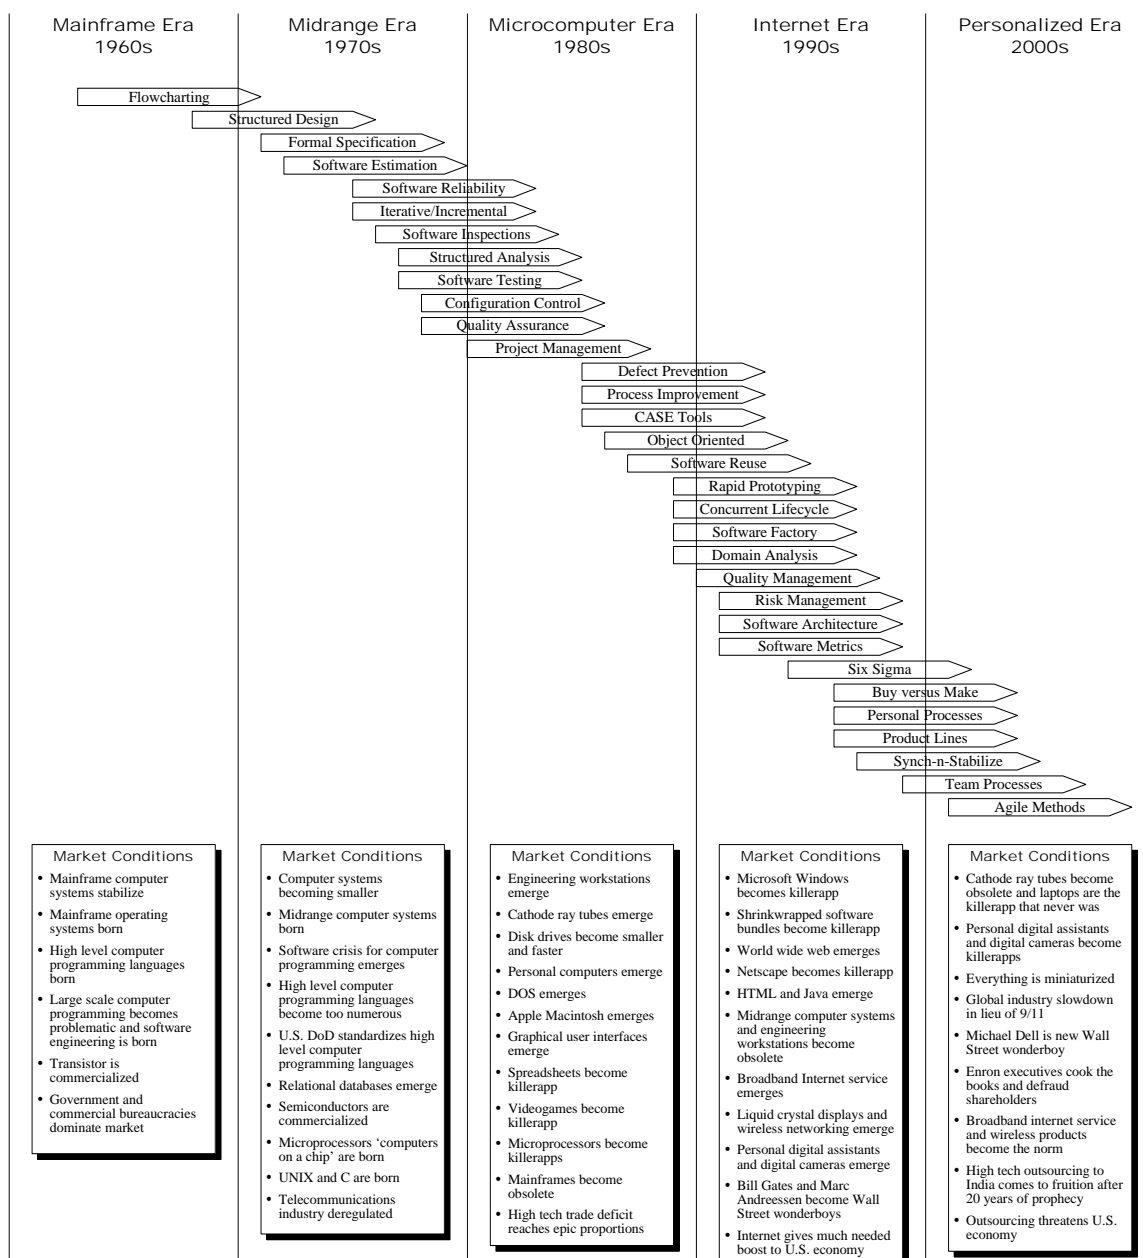 Mainframe Era
1960s
Midrange Era
1970s
Microcomputer Era
1980s
Internet Era
1990s
Personalized Era
2000s
Flowcharting
Structured Design
Formal Specification
Software Estimation
Software Reliability
Iterative/Incremental
Software Inspections
Structured Analysis
Software Testing
Configuration Control
Quality Assurance
Project Management
Defect Prevention
Process Improvement
CASE Tools
Object Oriented
Software Reuse
Rapid Prototyping
Concurrent Lifecycle
Software Factory
Domain Analysis
Quality Management
Risk Management
Software Architecture
Software Metrics
Six Sigma
Buy versus Make
Personal Processes
Product Lines
Synch-n-Stabilize
Team Processes
Agile Methods
Market Conditions
• Mainframe computer
systems stabilize
• Mainframe operating
systems born
• High level computer
programming languages
born
• Large scale computer
programming becomes
problematic and software
engineering is born
• Transistor is
commercialized
• Government and
commercial bureaucracies
dominate market
Market Conditions
• Computer systems
becoming smaller
• Midrange computer systems
born
• Software crisis for computer
programming emerges
• High level computer
programming languages
become too numerous
• U.S. DoD standardizes high
level computer
programming languages
• Relational databases emerge
• Semiconductors are
commercialized
• Microprocessors ‘computers
on a chip’ are born
• UNIX and C are born
• Telecommunications
industry deregulated
Market Conditions
• Engineering workstations
emerge
• Cathode ray tubes emerge
• Disk drives become smaller
and faster
• Personal computers emerge
• DOS emerges
• Apple Macintosh emerges
• Graphical user interfaces
emerge
• Spreadsheets become
killerapp
• Videogames become
killerapp
• Microprocessors become
killerapps
• Mainframes become
obsolete
• High tech trade deficit
reaches epic proportions
Market Conditions
• Microsoft Windows
becomes killerapp
• Shrinkwrapped software
bundles become killerapp
• World wide web emerges
• Netscape becomes killerapp
• HTML and Java emerge
• Midrange computer systems
and engineering
workstations become
obsolete
• Broadband Internet service
emerges
• Liquid crystal displays and
wireless networking emerge
• Personal digital assistants
and digital cameras emerge
• Bill Gates and Marc
Andreessen become Wall
Street wonderboys
• Internet gives much needed
boost to U.S. economy
Market Conditions
• Cathode ray tubes become
obsolete and laptops are the
killerapp that never was
• Personal digital assistants
and digital cameras become
killerapps
• Everything is miniaturized
• Global industry slowdown
in lieu of 9/11
• Michael Dell is new Wall
Street wonderboy
• Enron executives cook the
books and defraud
shareholders
• Broadband internet service
and wireless products
become the norm
• High tech outsourcing to
India comes to fruition after
20 years of prophecy
• Outsourcing threatens U.S.
economy